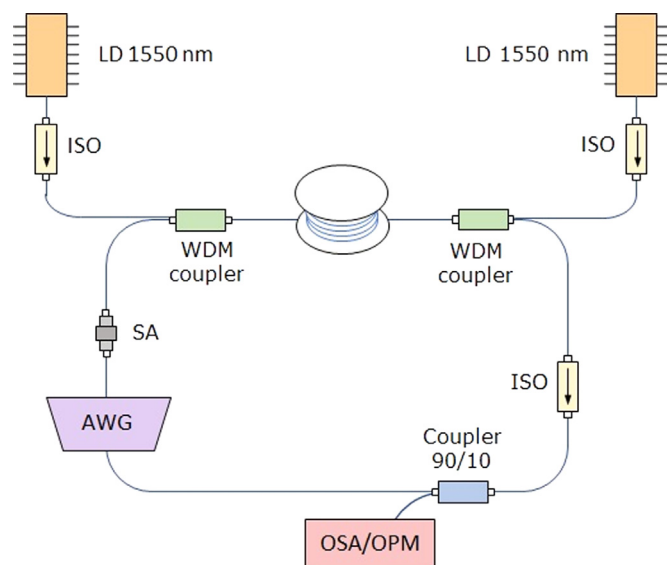 LD 1550 nm
LD 1550 nm
ISO
ISO
WDM
coupler
WDM
coupler
SA
ISO
AWG
Coupler
90/10
OSA/OPM